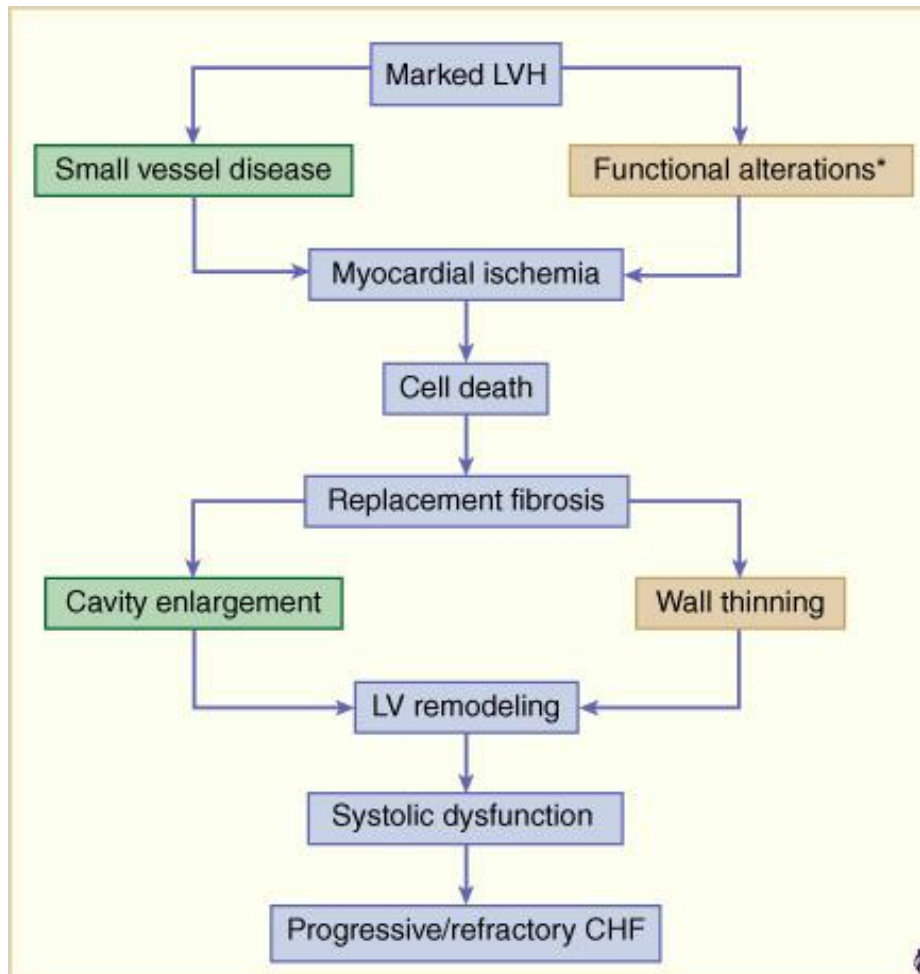 Marked LVH
Small vessel disease
Functional alterations*
Myocardial ischemia
Cell death
Replacement fibrosis
Cavity enlargement
Wall thinning
LV remodeling
Systolic dysfunction
Progressive/refractory CHF